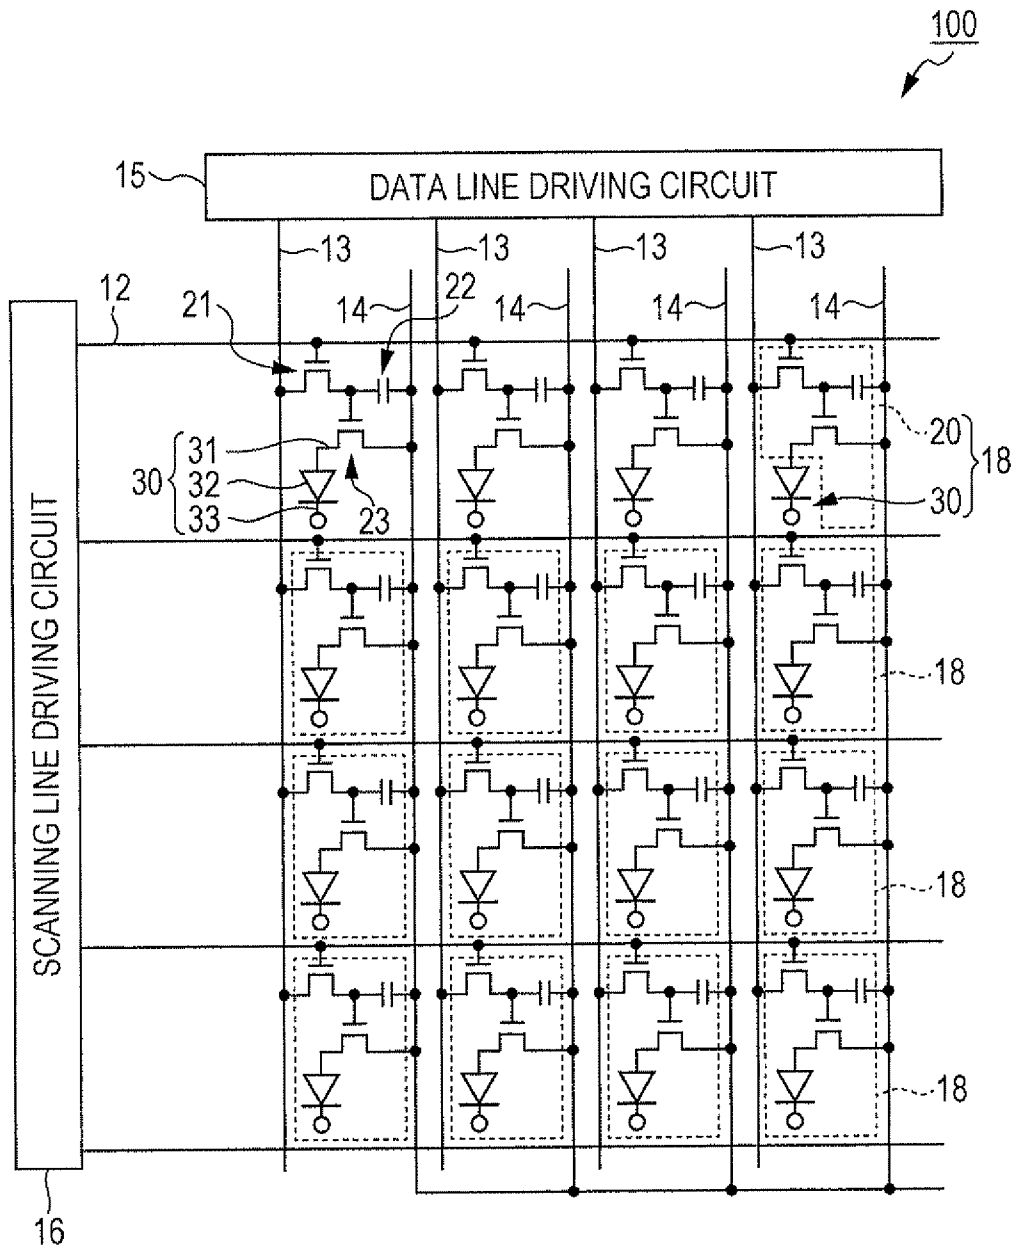 100
15
DATA LINE DRIVING CIRCUIT
13 13 13 13
12 21 14 22 14 14 14
30 { 31 32 33
23
20 } 18
30
18
18
18
SCANNING LINE DRIVING CIRCUIT
16